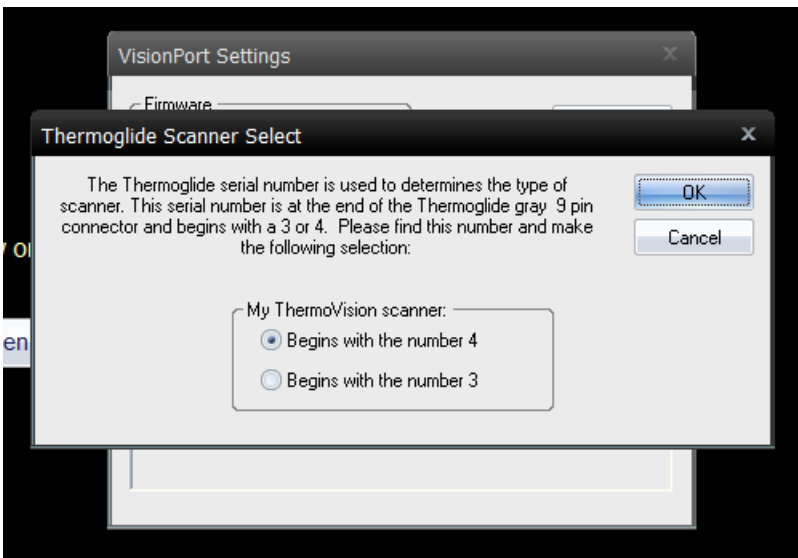 VisionPort Settings
Firmware
Thermoglide Scanner Select
The Thermoglide serial number is used to determines the type of
scanner. This serial number is at the end of the Thermoglide gray 9 pin
connector and begins with a 3 or 4. Please find this number and make
the following selection:
OK
Cancel
My ThermoVision scanner:
Begins with the number 4
Begins with the number 3